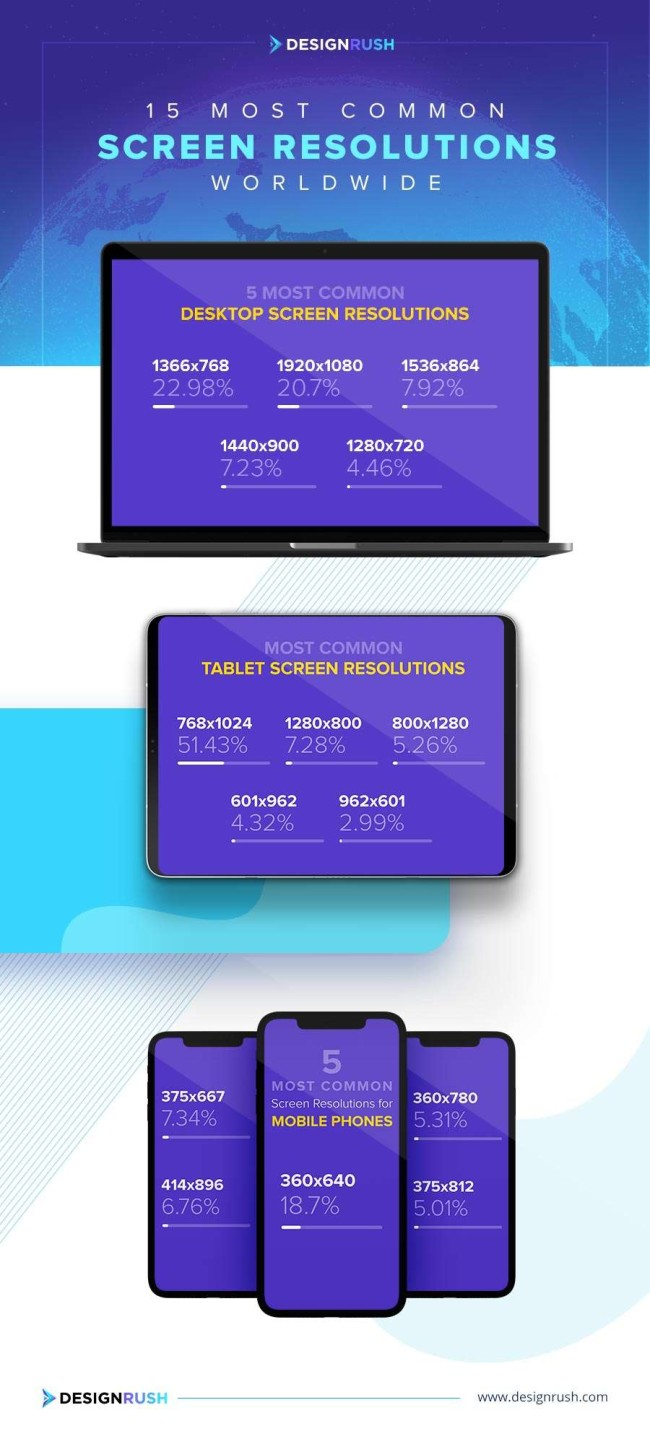 DESIGNRUSH
15 MOST COMMON
SCREEN RESOLUTIONS
WORLDWIDE
5 MOST COMMON
DESKTOP SCREEN RESOLUTIONS
1366x768 1920x1080 1536x864
22.98% 20.7% 7.92%
1440x900 1280x720
7.23% 4.46%
MOST COMMON
TABLET SCREEN RESOLUTIONS
768x1024 1280x800 800x1280
51.43% 7.28% 5.26%
601x962 962x601
4.32% 2.99%
5
MOST COMMON
Screen Resolutions for
MOBILE PHONES
375x667
7.34%
414x896
6.76%
360x640
18.7%
360x780
5.31%
375x812
5.01%
DESIGNRUSH www.designrush.com